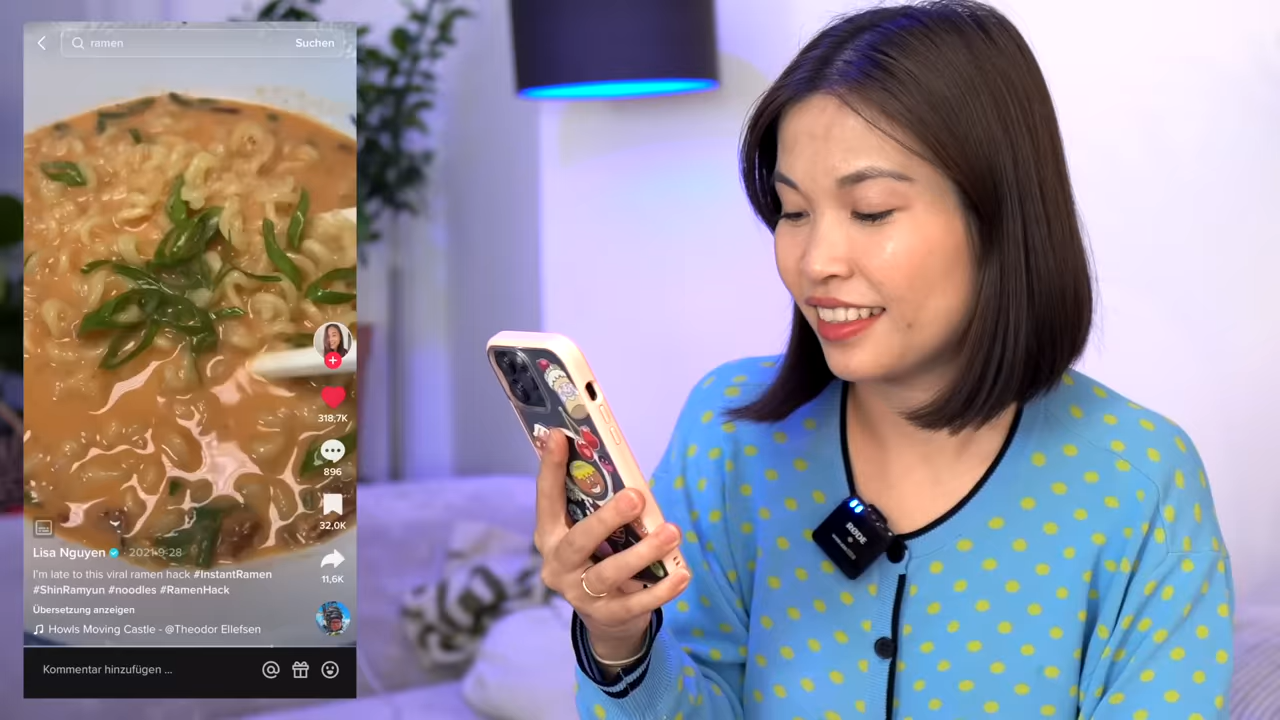 ramen
Suchen
318,7K
896
32,0K
11,6K
Lisa Nguyen · 2021-9-28
I'm late to this viral ramen hack #InstantRamen
#ShinRamyun #noodles #RamenHack
Übersetzung anzeigen
Howls Moving Castle - @Theodor Ellefsen
Kommentar hinzufügen ...
RØDE